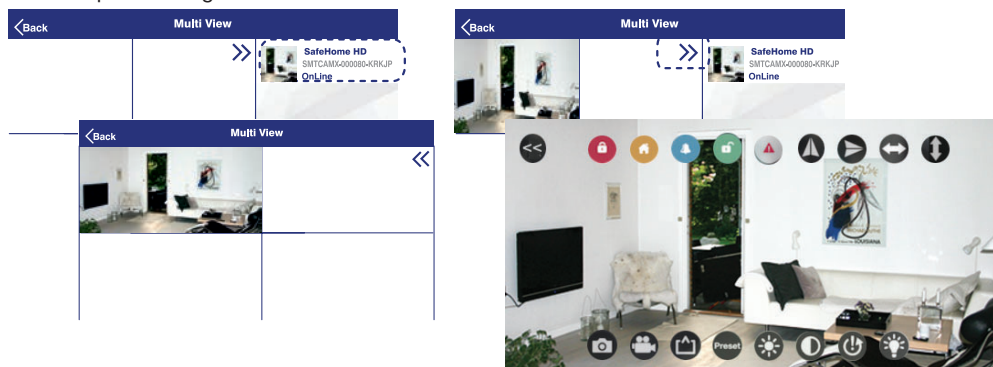 Back
Multi View
SafeHome HD
SMTCAMX-000080-KRKJP
OnLine
Back
Multi View
SafeHome HD
SMTCAMX-000080-KRKJP
OnLine
Back
Multi View
<<
LOUISIANA
Preset